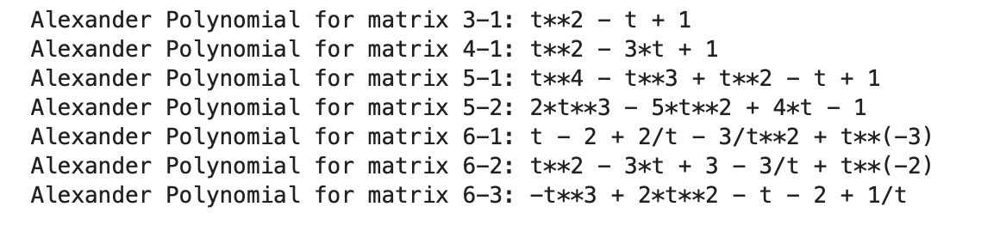 Alexander Polynomial for matrix 3-1: t**2 - t + 1
Alexander Polynomial for matrix 4-1: t**2 - 3*t + 1
Alexander Polynomial for matrix 5-1: t**4 - t**3 + t**2 - t + 1
Alexander Polynomial for matrix 5-2: 2*t**3 - 5*t**2 + 4*t - 1
Alexander Polynomial for matrix 6-1: t - 2 + 2/t - 3/t**2 + t**(-3)
Alexander Polynomial for matrix 6-2: t**2 - 3*t + 3 - 3/t + t**(-2)
Alexander Polynomial for matrix 6-3: -t**3 + 2*t**2 - t - 2 + 1/t